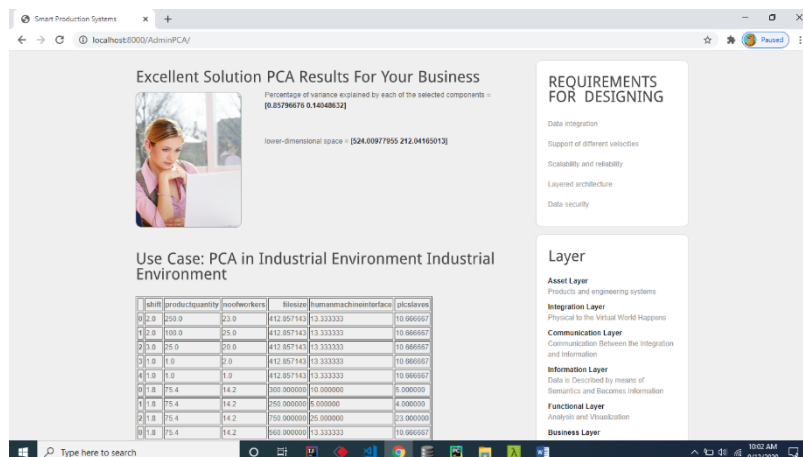 Smart Production Systems
localhost:8000/AdminPCA/
Paused
Excellent Solution PCA Results For Your Business
Percentage of variance explained by each of the selected components =
[0.85796676 0.14048632]
lower-dimensional space = [524.00977955 212.04165013]
Use Case: PCA in Industrial Environment Industrial
Environment
shift productquantity noofworkers filesize humanmachineinterface plcslaves
0 2.0 250.0 23.0 412.857143 13.333333 10.666667
1 2.0 100.0 25.0 412.857143 13.333333 10.666667
2 3.0 25.0 20.0 412.857143 13.333333 10.666667
3 1.0 1.0 2.0 412.857143 13.333333 10.666667
4 1.0 1.0 1.0 412.857143 13.333333 10.666667
0 1.8 75.4 14.2 300.000000 10.000000 5.000000
1 1.8 75.4 14.2 250.000000 5.000000 4.000000
2 1.8 75.4 14.2 750.000000 25.000000 23.000000
0 1.8 75.4 14.2 560.000000 13.333333 10.666667
REQUIREMENTS
FOR DESIGNING
Data integration
Support of different velocities
Scalability and reliability
Layered architecture
Data security
Layer
Asset Layer
Products and engineering systems
Integration Layer
Physical to the Virtual World Happens
Communication Layer
Communication Between the Integration
and Information
Information Layer
Data is Described by means of
Semantics and Becomes Information
Functional Layer
Analysis and Visualization
Business Layer
Type here to search
10:02 AM